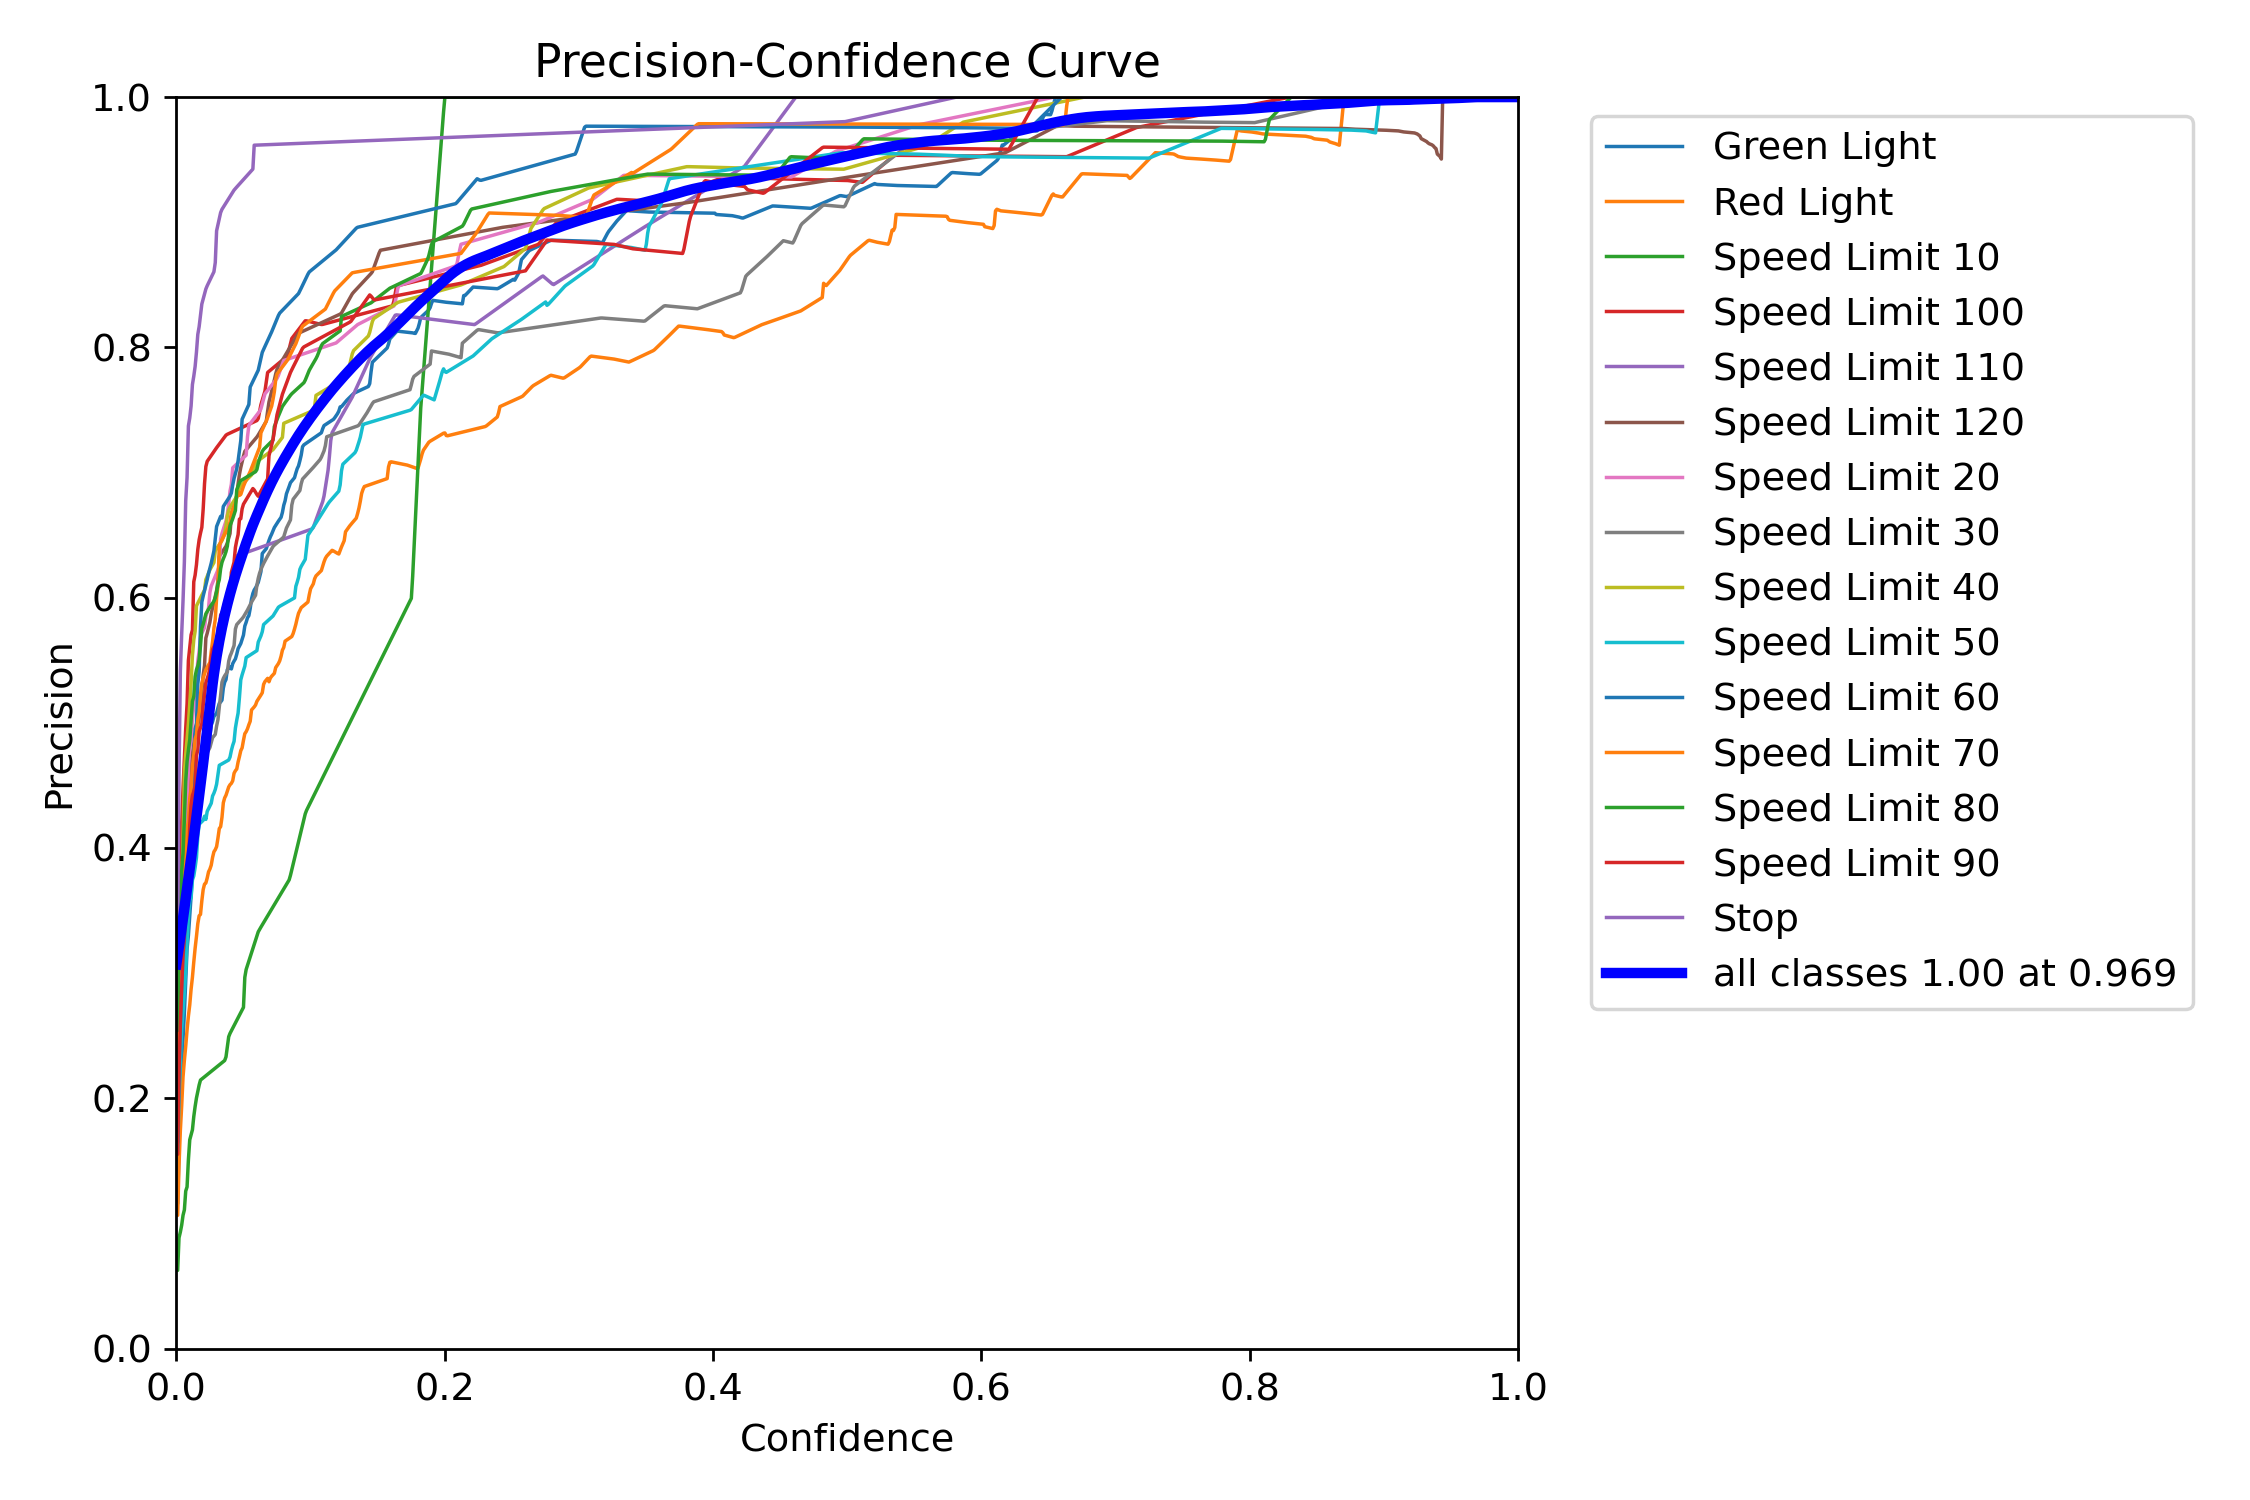 Precision-Confidence Curve
1.0
0.8
0.6
0.4
0.2
0.0
Precision
0.0 0.2 0.4 0.6 0.8 1.0
Confidence
Green Light
Red Light
Speed Limit 10
Speed Limit 100
Speed Limit 110
Speed Limit 120
Speed Limit 20
Speed Limit 30
Speed Limit 40
Speed Limit 50
Speed Limit 60
Speed Limit 70
Speed Limit 80
Speed Limit 90
Stop
all classes 1.00 at 0.969